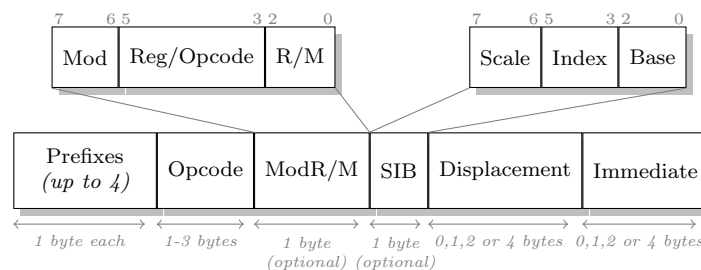 7 6 5 3 2 0 7 6 5 3 2 0
Mod Reg/Opcode R/M Scale Index Base
Prefixes
(up to 4) Opcode ModR/M SIB Displacement Immediate
1 byte each 1-3 bytes 1 byte 1 byte 0,1,2 or 4 bytes 0,1,2 or 4 bytes
(optional) (optional)